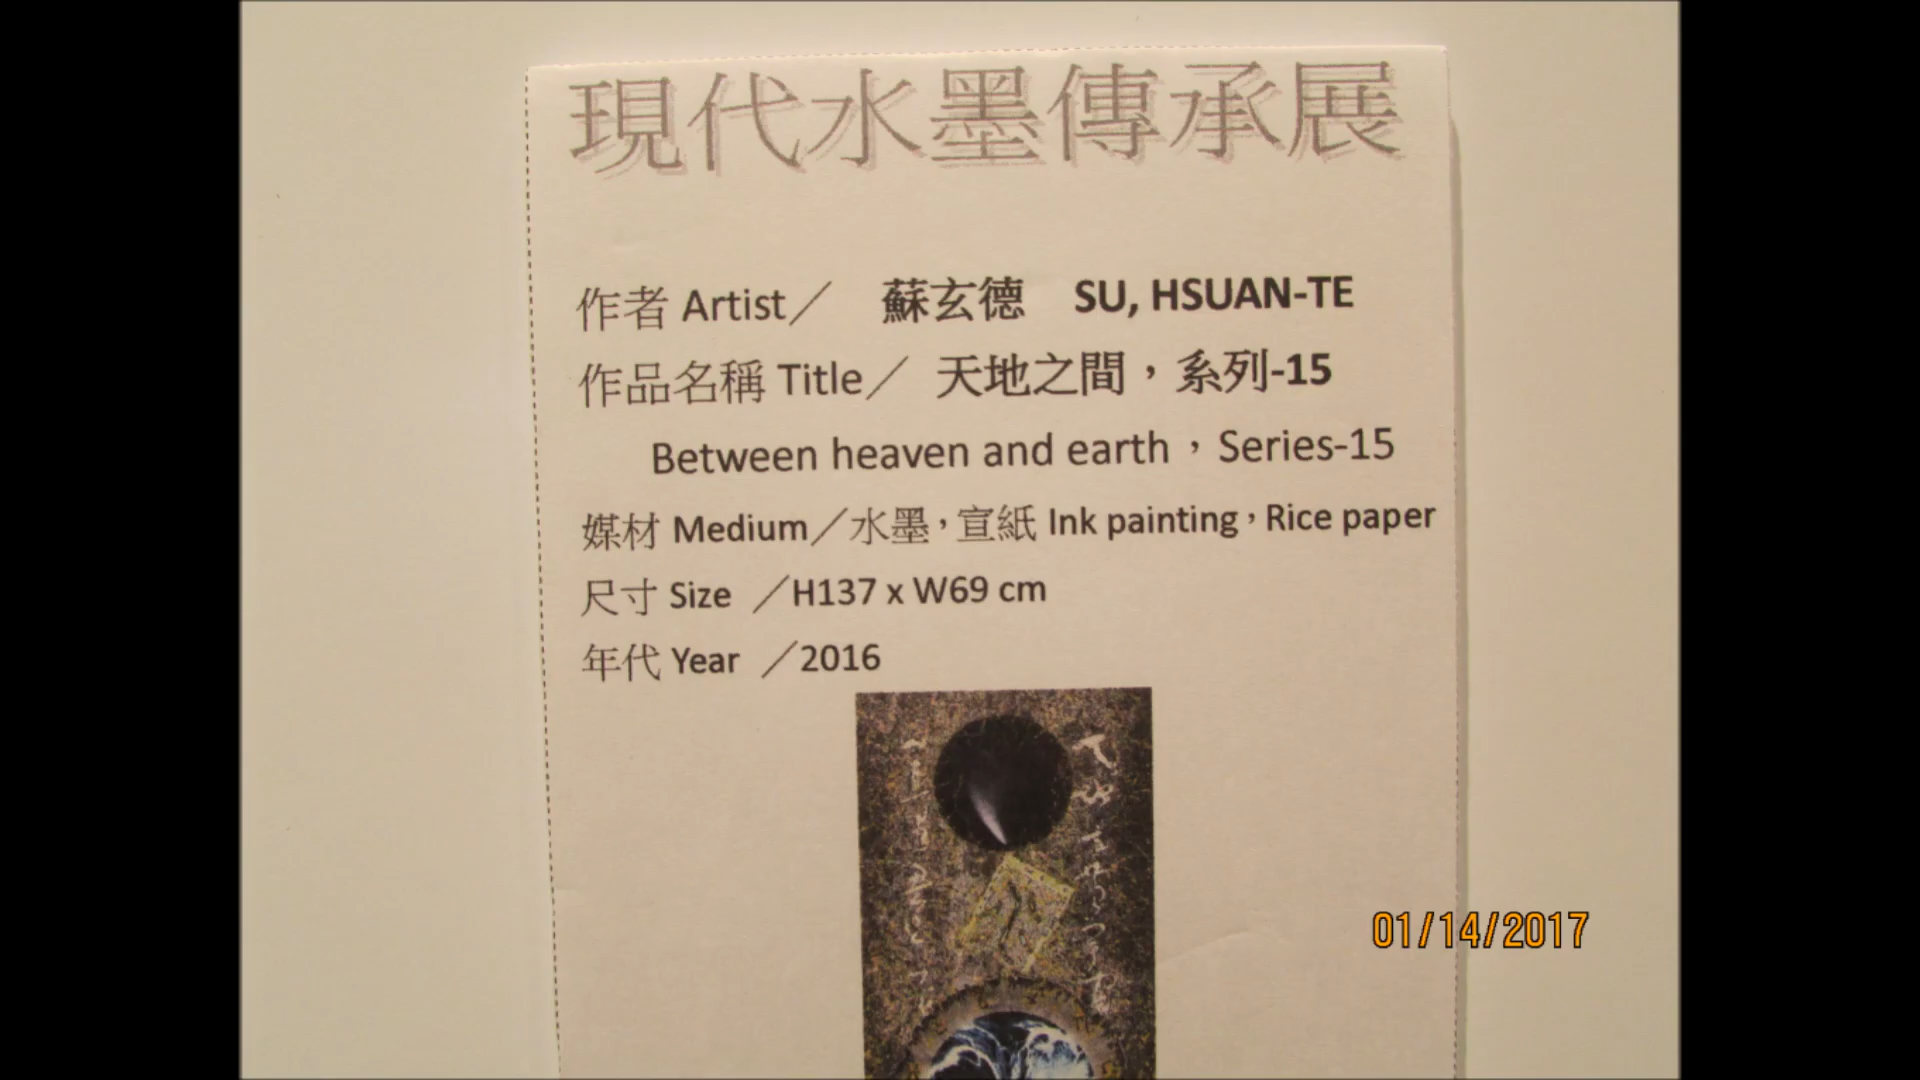 現代水墨傳承展
作者 Artist／ 蘇玄德 SU, HSUAN-TE
作品名稱 Title／ 天地之間，系列-15
Between heaven and earth，Series-15
媒材 Medium／水墨，宣紙 Ink painting，Rice paper
尺寸 Size ／H137 x W69 cm
年代 Year ／2016
01/14/2017